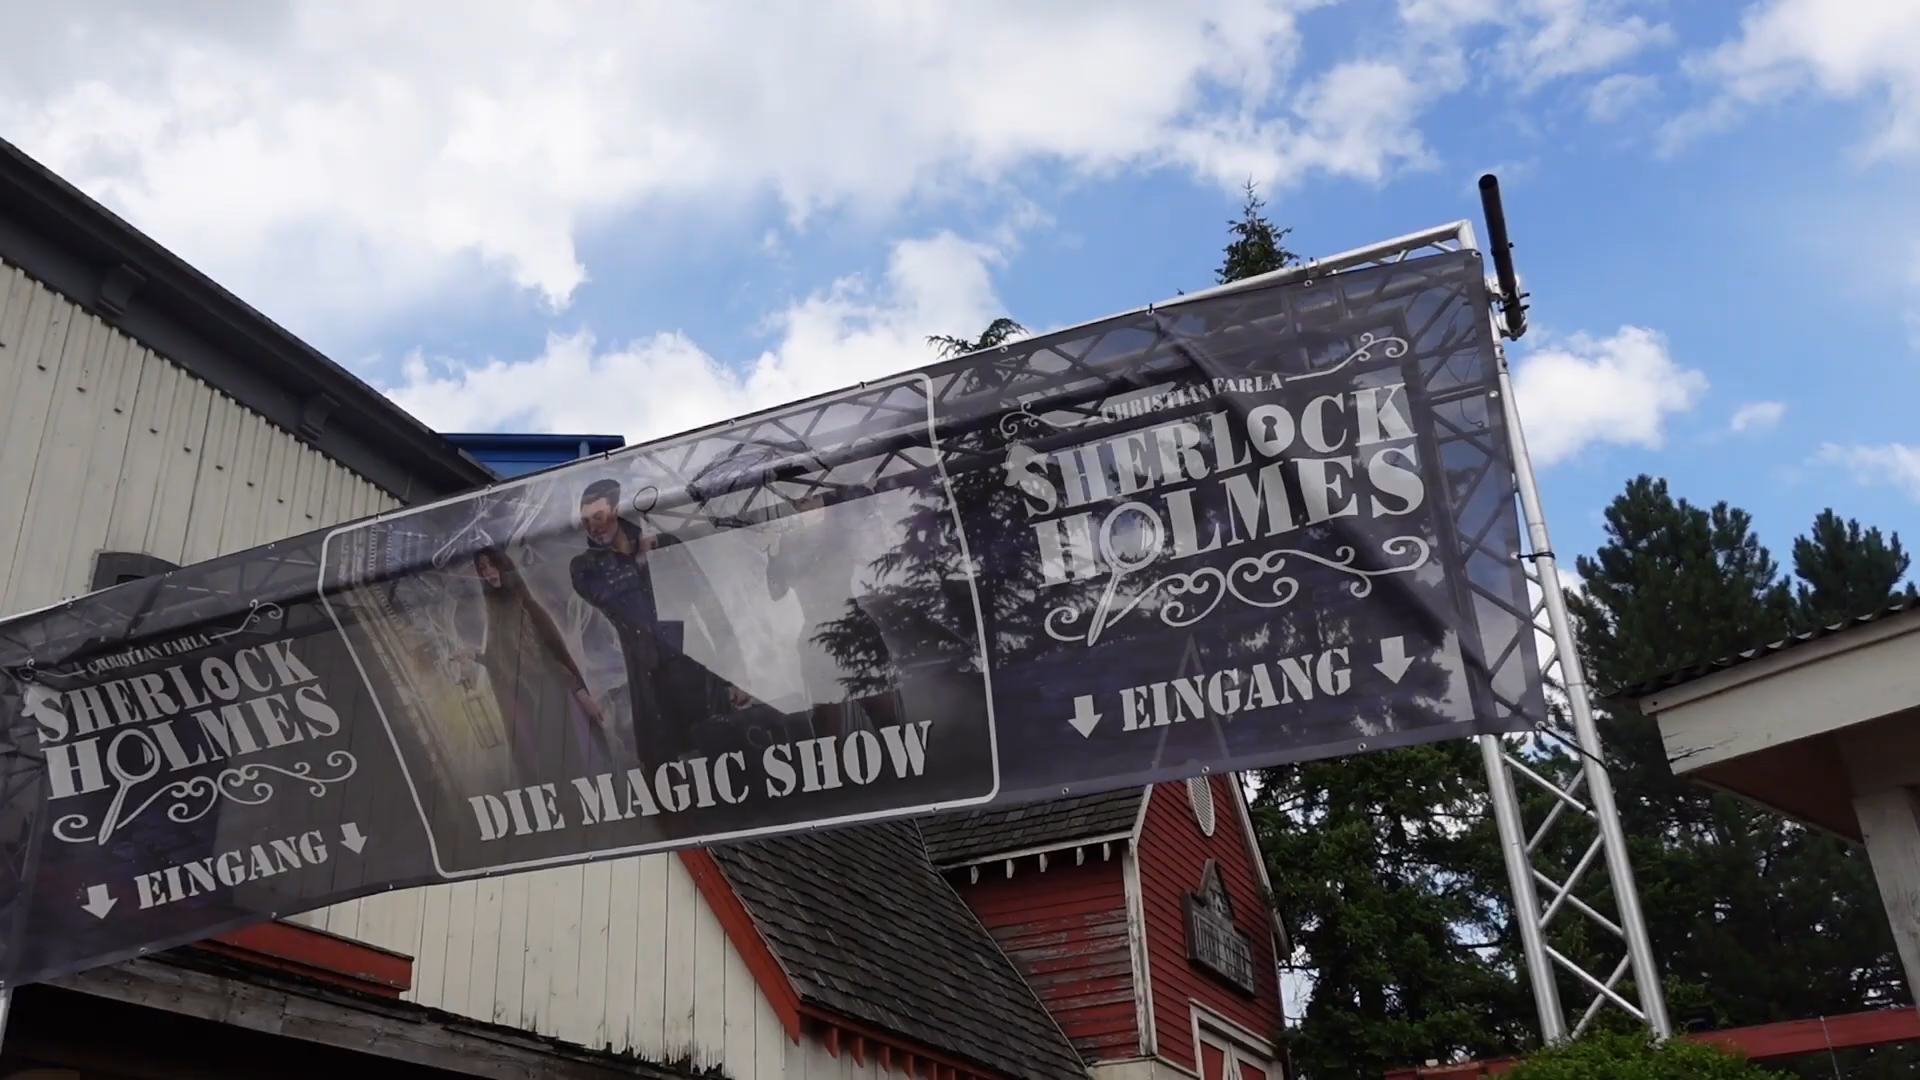 CHRISTIAN FARLA
SHERLOCK
HOLMES
EINGANG
DIE MAGIC SHOW
CHRISTIAN FARLA
SHERLOCK
HOLMES
EINGANG